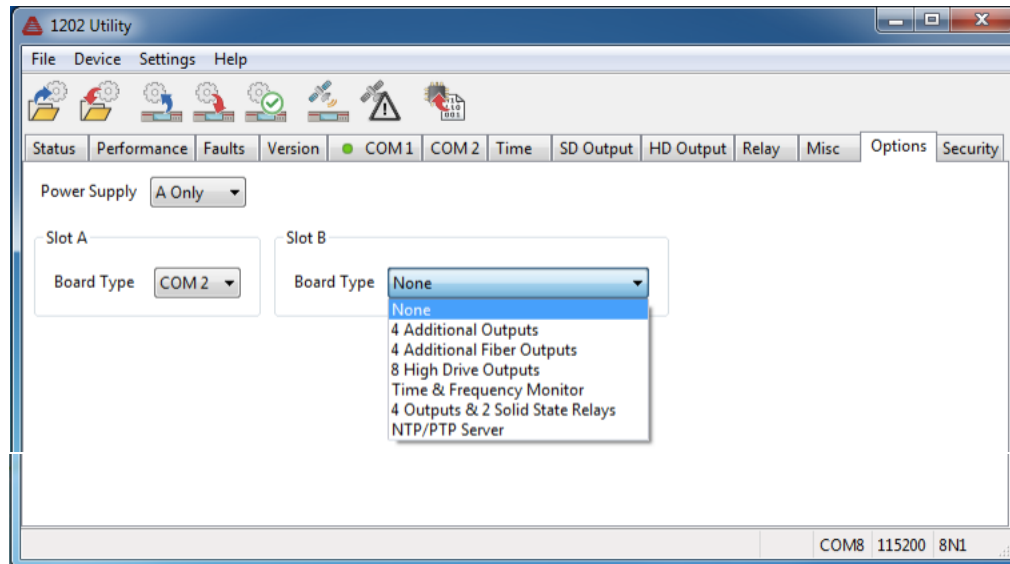 1202 Utility
File Device Settings Help
Status Performance Faults Version COM 1 COM 2 Time SD Output HD Output Relay Misc Options Security
Power Supply A Only
Slot A
Board Type COM 2
Slot B
Board Type None
None
4 Additional Outputs
4 Additional Fiber Outputs
8 High Drive Outputs
Time & Frequency Monitor
4 Outputs & 2 Solid State Relays
NTP/PTP Server
COM8 115200 8N1